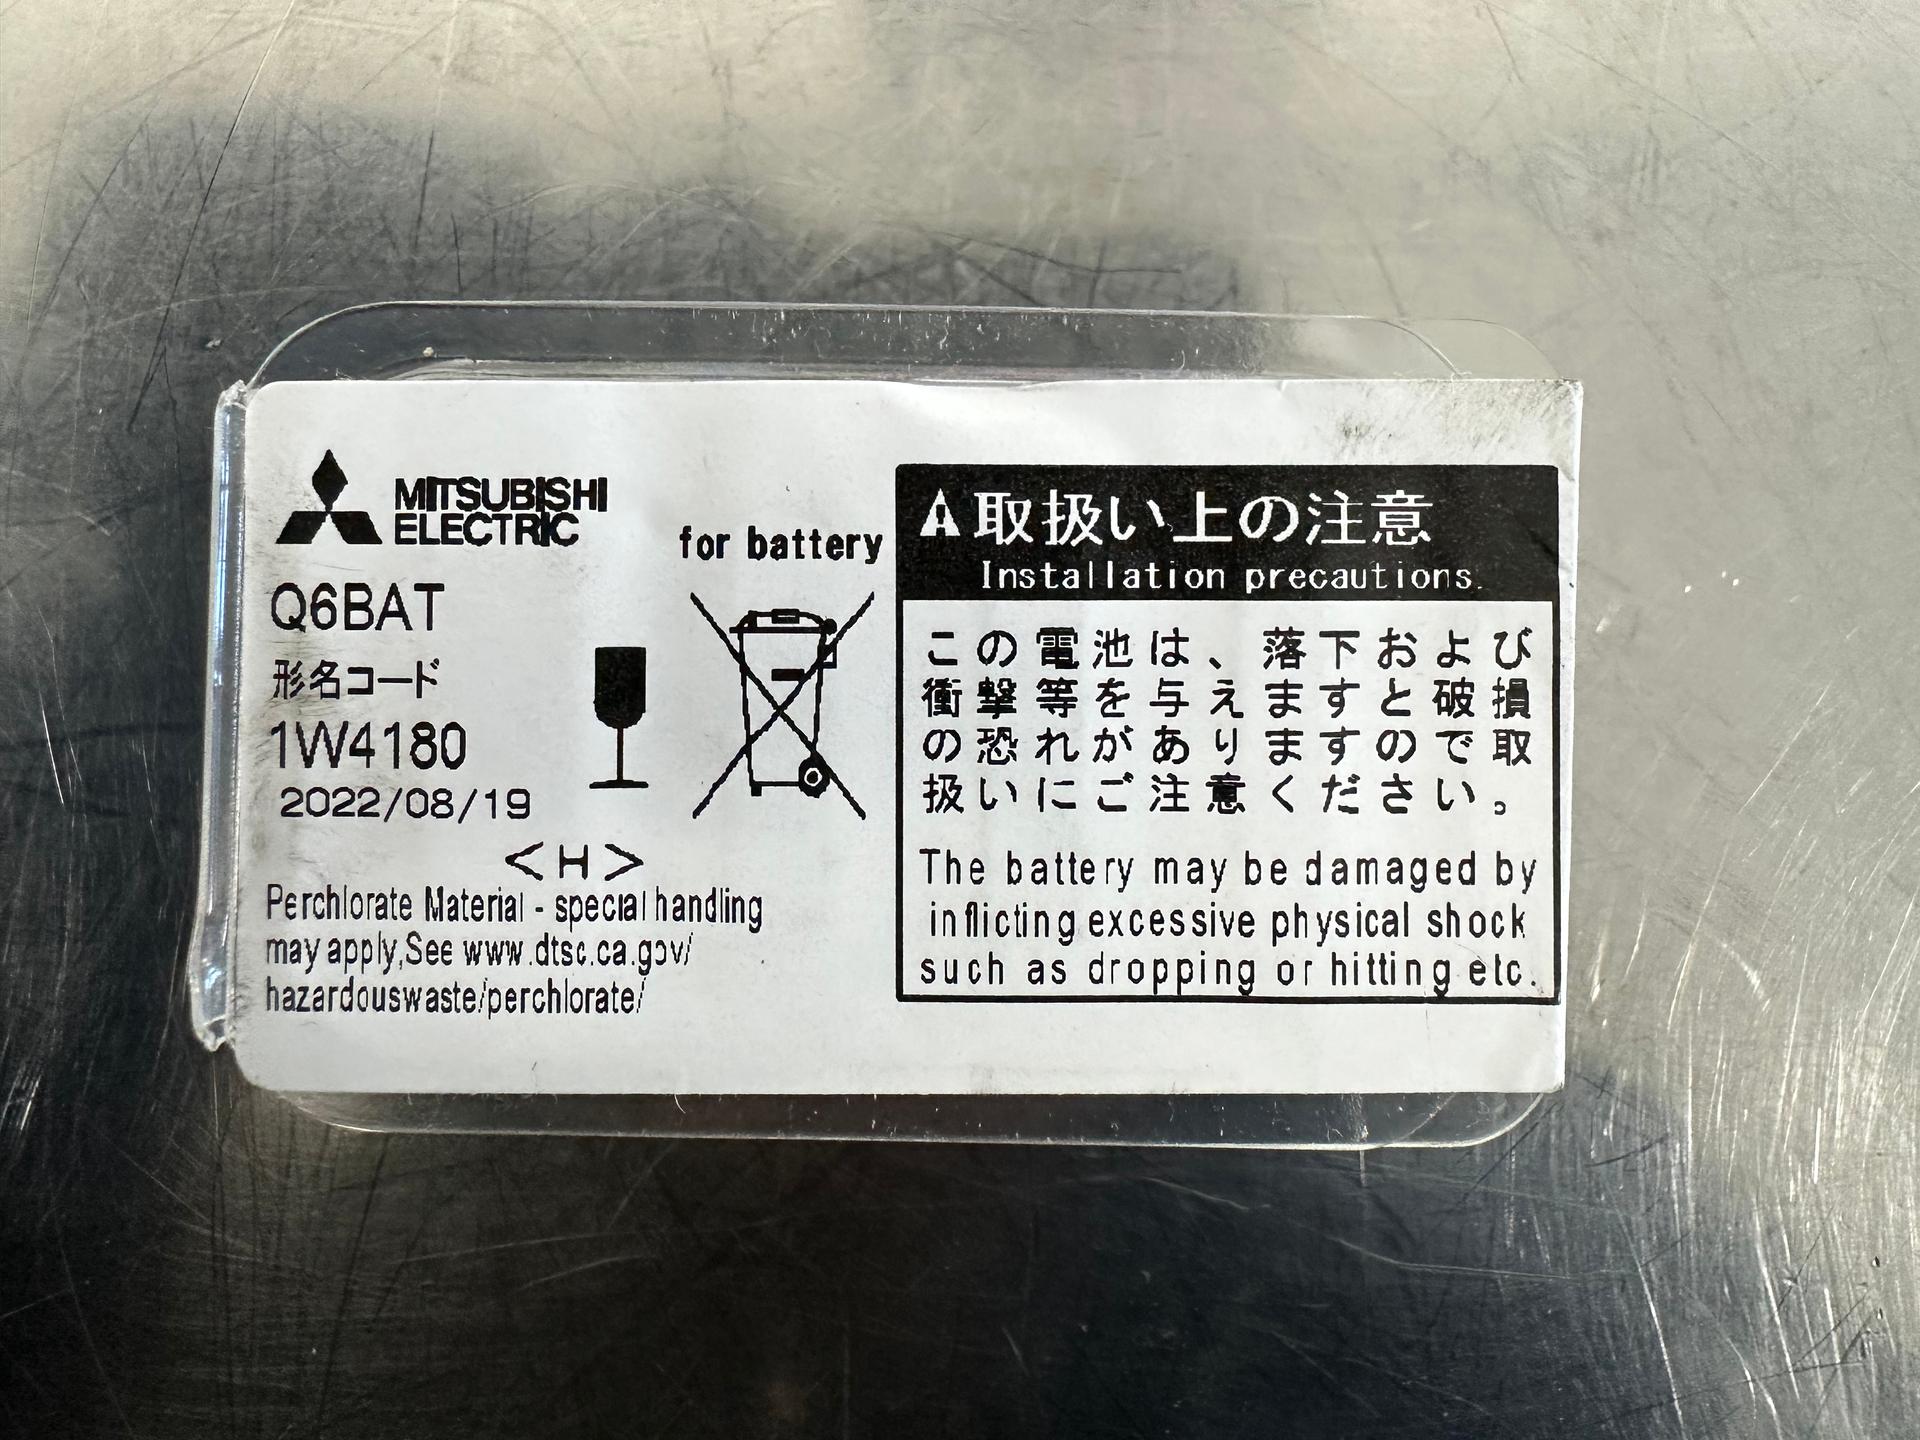 MITSUBISHI
ELECTRIC
Q6BAT
形名コード
1W4180
2022/08/19
<H>
Perchlorate Material - special handling
may apply,See www.dtsc.ca.gov/
hazardouswaste/perchlorate/
for battery
取扱い上の注意
Installation precautions.
この電池は、落下および
衝撃等を与えますと破損
の恐れがありますので取
扱いにご注意ください。
The battery may be damaged by
inflicting excessive physical shock
such as dropping or hitting etc.